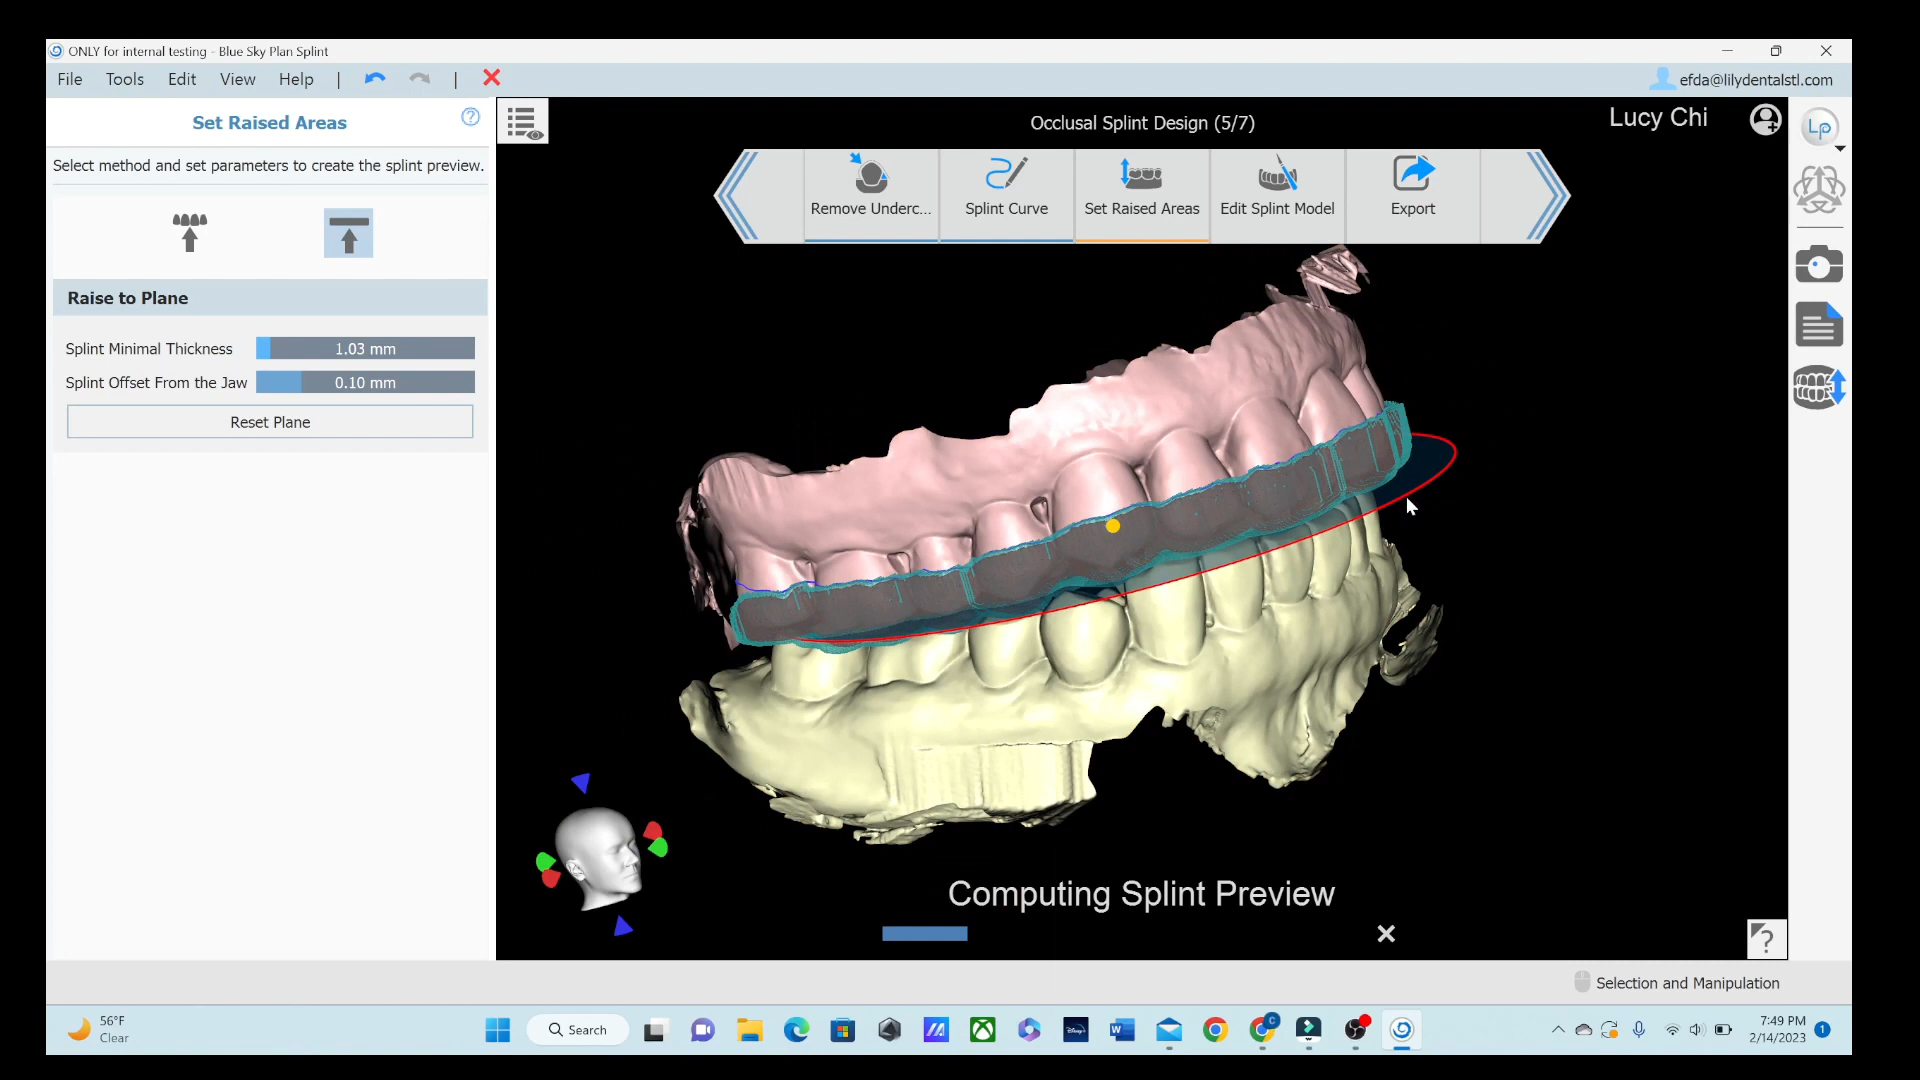 ONLY for internal testing - Blue Sky Plan Splint
File Tools Edit View Help | |
efda@lilydentalstl.com
Set Raised Areas
?
Select method and set parameters to create the splint preview.
Raise to Plane
Splint Minimal Thickness 1.03 mm
Splint Offset From the Jaw 0.10 mm
Reset Plane
Occlusal Splint Design (5/7)
Lucy Chi
Lp
Remove Underc... Splint Curve Set Raised Areas Edit Splint Model Export
Computing Splint Preview
?
Selection and Manipulation
56°F
Clear
Search
Disney+
W
C
7:49 PM
2/14/2023
1